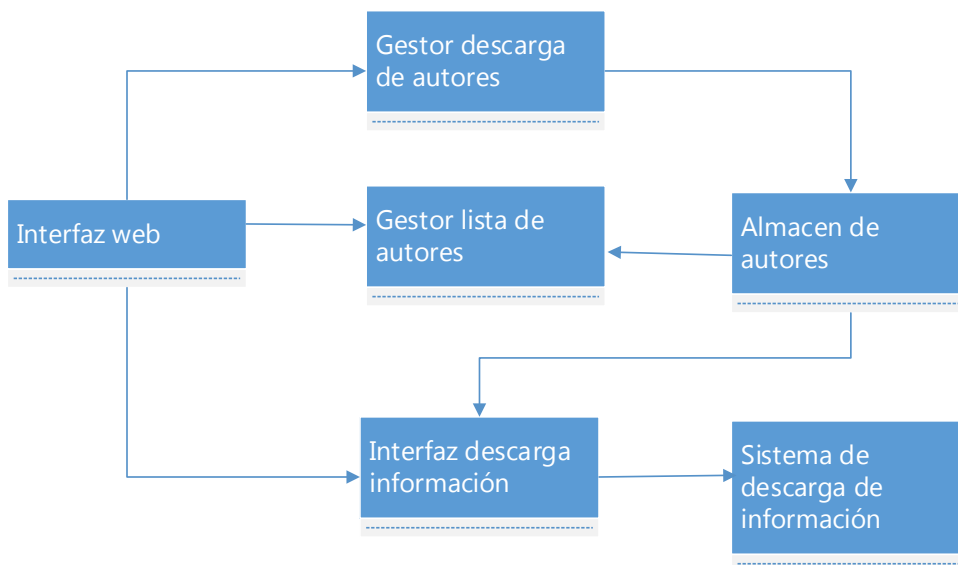 Gestor descarga
de autores
Interfaz web
Gestor lista de
autores
Almacen de
autores
Interfaz descarga
información
Sistema de
descarga de
información